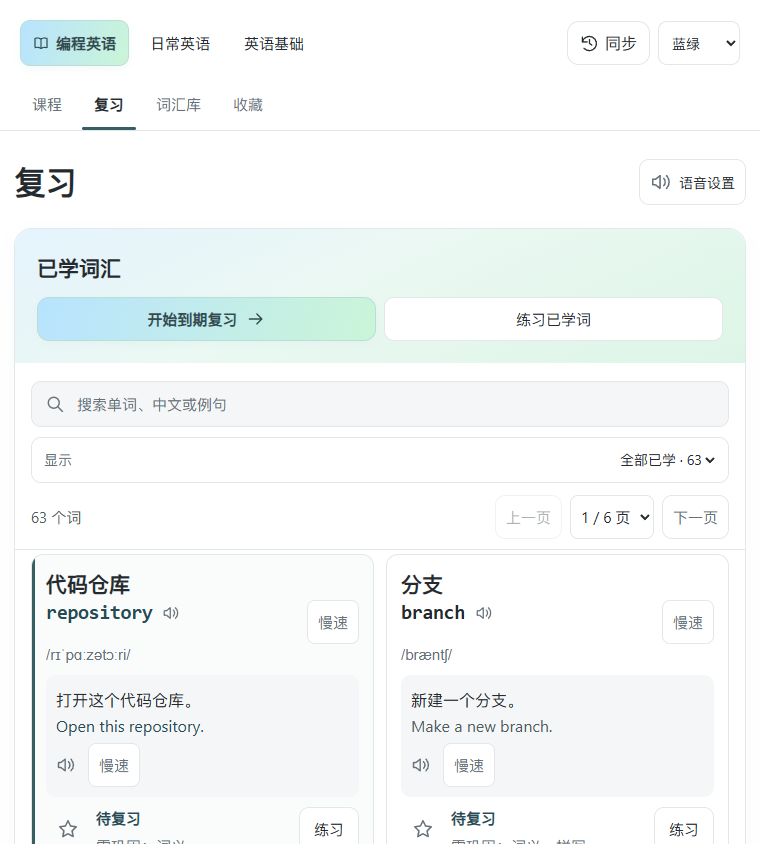 编程英语 日常英语 英语基础 同步 蓝绿
课程 复习 词汇库 收藏
复习 语音设置
已学词汇
开始到期复习 → 练习已学词
搜索单词、中文或例句
显示 全部已学 · 63
63 个词 上一页 1 / 6 页 下一页
代码仓库
repository 慢速
/rɪˈpɑːzətɔːri/
打开这个代码仓库。
Open this repository.
慢速
待复习
练习
分支
branch 慢速
/bræntʃ/
新建一个分支。
Make a new branch.
慢速
待复习
练习